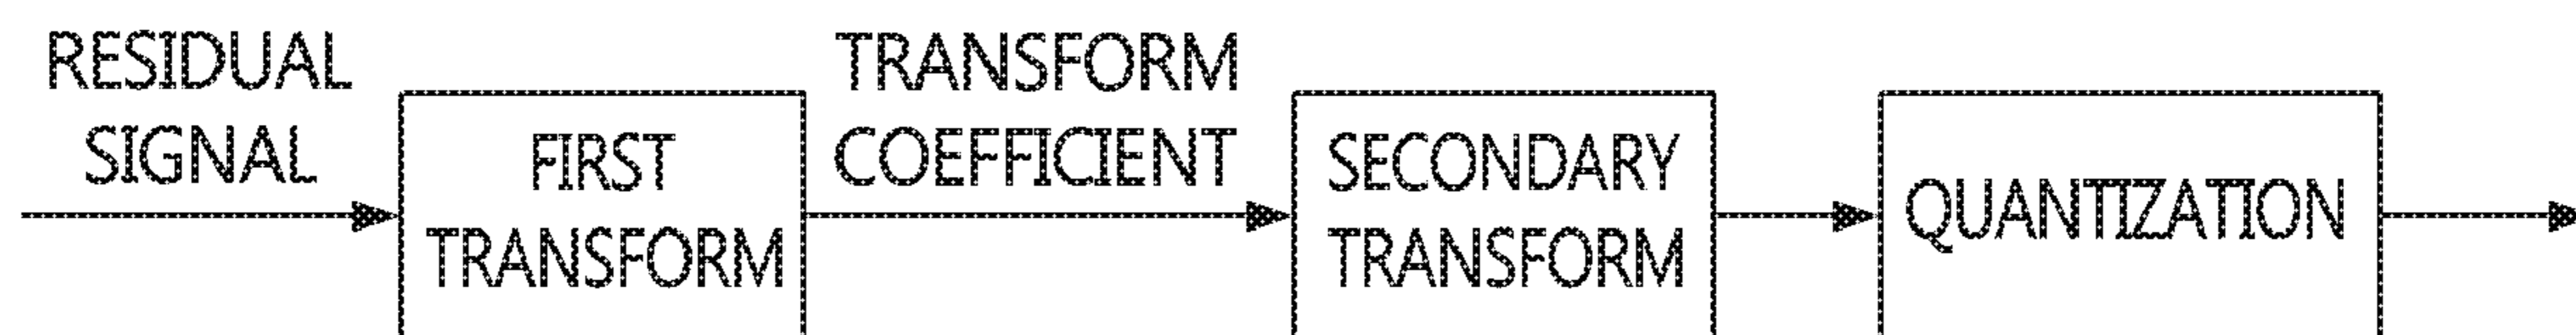 RESIDUAL
SIGNAL
FIRST
TRANSFORM
TRANSFORM
COEFFICIENT
SECONDARY
TRANSFORM
QUANTIZATION